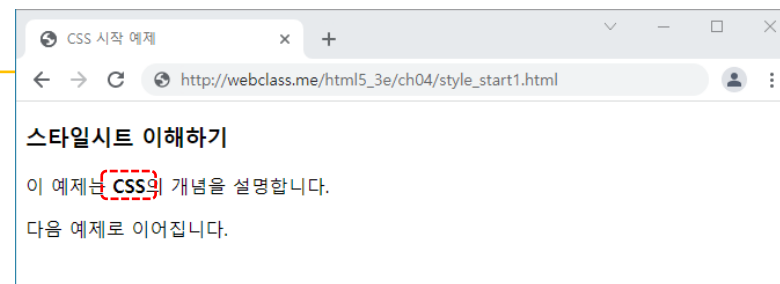 CSS 시작 예제
http://webclass.me/html5_3e/ch04/style_start1.html
스타일시트 이해하기
이 예제는 CSS의 개념을 설명합니다.
다음 예제로 이어집니다.